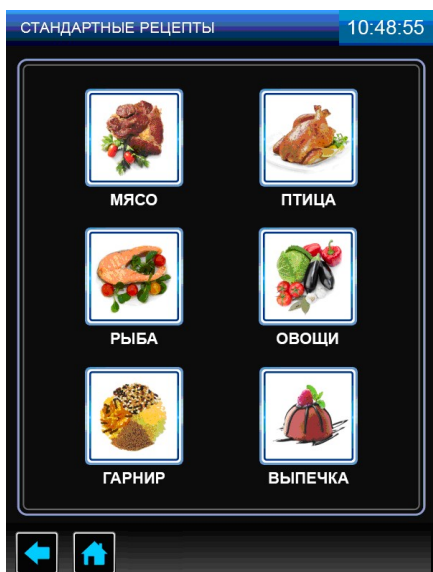 СТАНДАРТНЫЕ РЕЦЕПТЫ 10:48:55
МЯСО ПТИЦА
РЫБА ОВОЩИ
ГАРНИР ВЫПЕЧКА